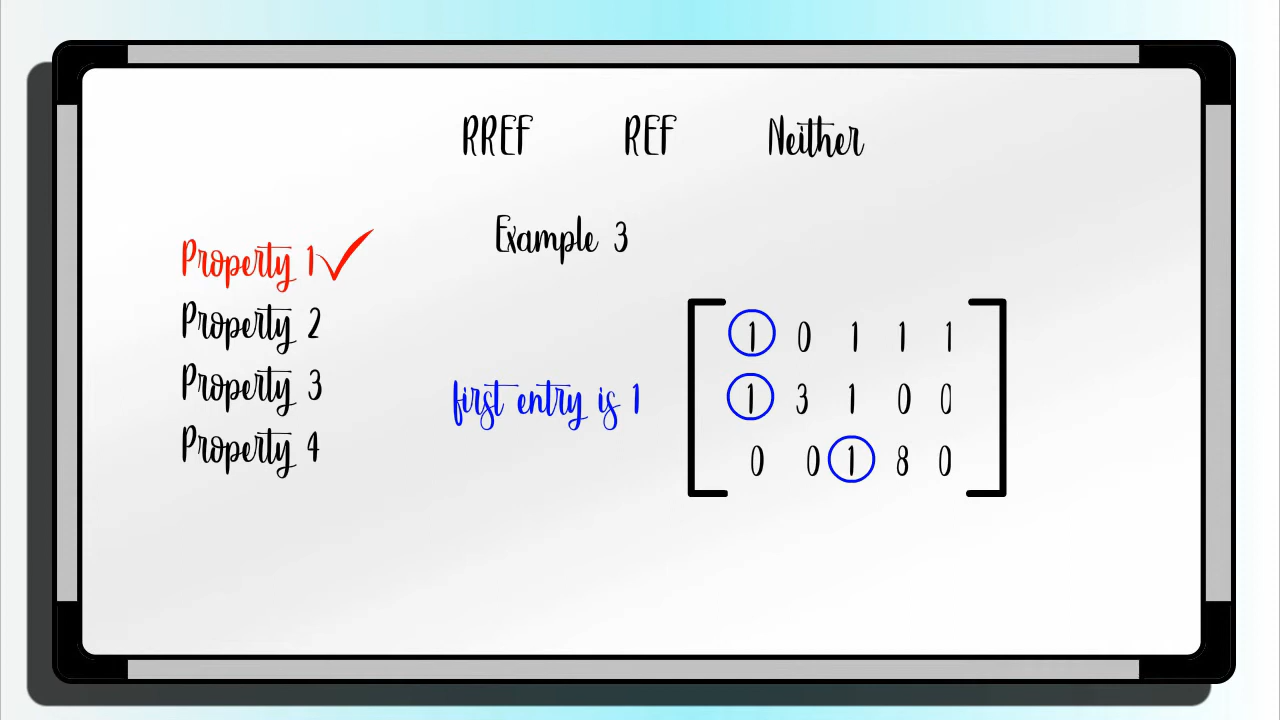 RREF REF Neither
Example 3
Property 1
Property 2
Property 3
Property 4
first entry is 1
1 0 1 1 1
1 3 1 0 0
0 0 1 8 0